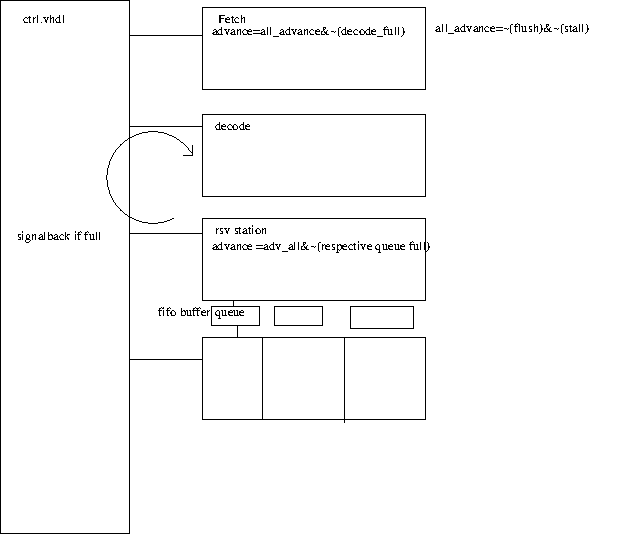 ctrl.vhdl
Fetch
advance=all_advance&~(decode_full)
all_advance=~(flush)&~(stall)
decode
signalback if full
rsv station
advance =adv_all&~(respective queue full)
fifo buffer queue